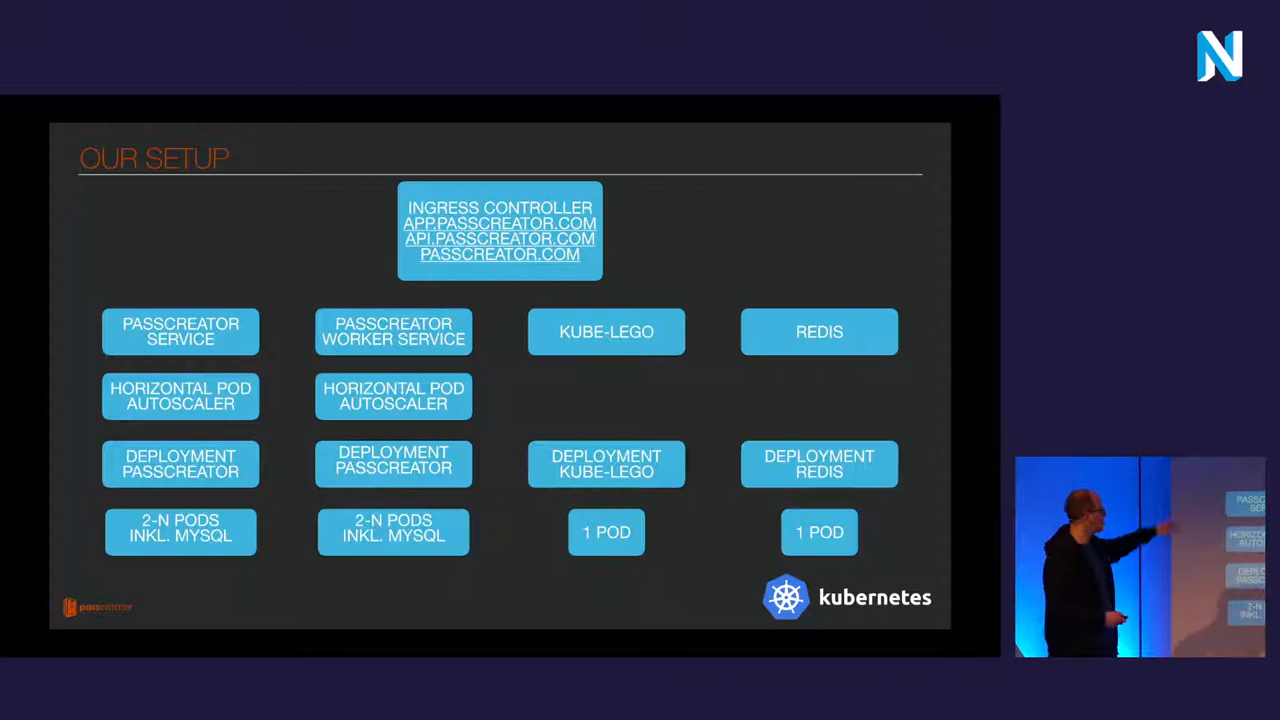 OUR SETUP
INGRESS CONTROLLER
APP.PASSCREATOR.COM
API.PASSCREATOR.COM
PASSCREATOR.COM
PASSCREATOR
SERVICE
PASSCREATOR
WORKER SERVICE
KUBE-LEGO
REDIS
HORIZONTAL POD
AUTOSCALER
HORIZONTAL POD
AUTOSCALER
DEPLOYMENT
PASSCREATOR
DEPLOYMENT
PASSCREATOR
DEPLOYMENT
KUBE-LEGO
DEPLOYMENT
REDIS
2-N PODS
INKL. MYSQL
2-N PODS
INKL. MYSQL
1 POD
1 POD
passcreator
kubernetes
N
2-N
INKL.